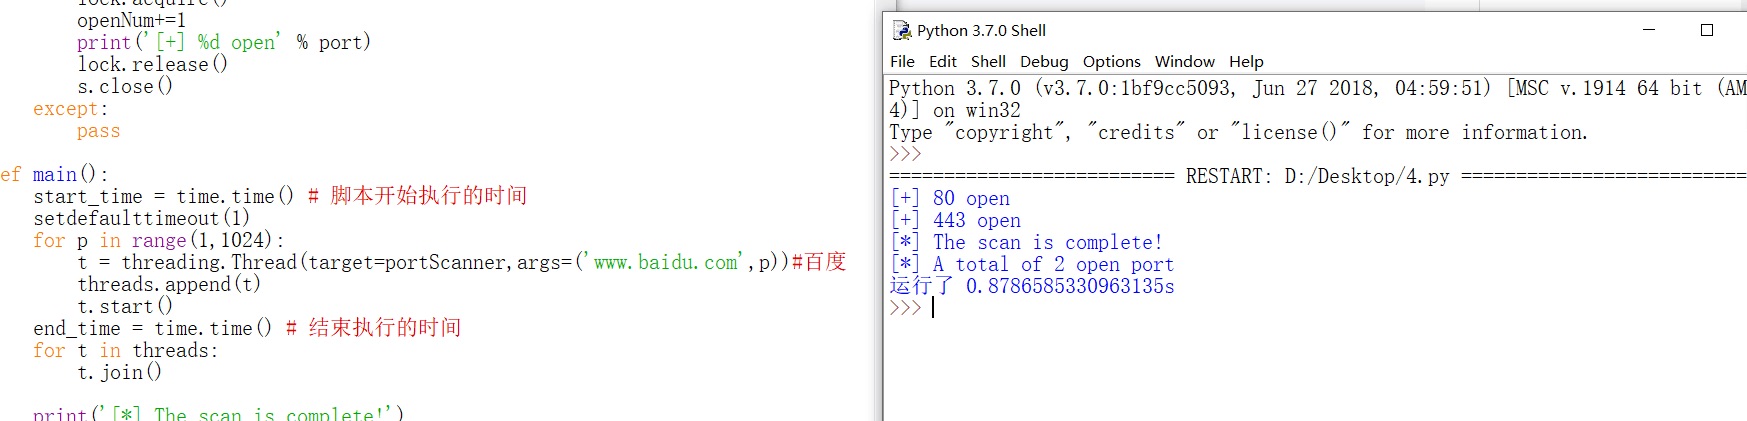 lock.acquire()
openNum+=1
print('[+] %d open' % port)
lock.release()
s.close()
except:
pass
ef main():
start_time = time.time() # 脚本开始执行的时间
setdefaulttimeout(1)
for p in range(1,1024):
t = threading.Thread(target=portScanner,args=('www.baidu.com',p))#百度
threads.append(t)
t.start()
end_time = time.time() # 结束执行的时间
for t in threads:
t.join()
print('[*] The scan is complete!')
Python 3.7.0 Shell
File Edit Shell Debug Options Window Help
Python 3.7.0 (v3.7.0:1bf9cc5093, Jun 27 2018, 04:59:51) [MSC v.1914 64 bit (AM
4)] on win32
Type "copyright", "credits" or "license()" for more information.
>>>
========================== RESTART: D:/Desktop/4.py ==========================
[+] 80 open
[+] 443 open
[*] The scan is complete!
[*] A total of 2 open port
运行了 0.8786585330963135s
>>>